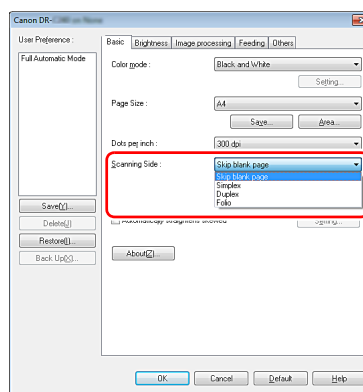 Canon DR-
User Preference :
Full Automatic Mode
Save(Y)...
Delete(J)
Restore(I)...
Back Up(X)...
Basic Brightness Image processing Feeding Others
Color mode : Black and White
Setting...
Page Size : A4
Save... Area...
Dots per inch : 300 dpi
Scanning Side : Skip blank page
Skip blank page
Simplex
Duplex
Folio
Automatically straightens skewed
Setting...
About(Z)...
OK Cancel Default Help